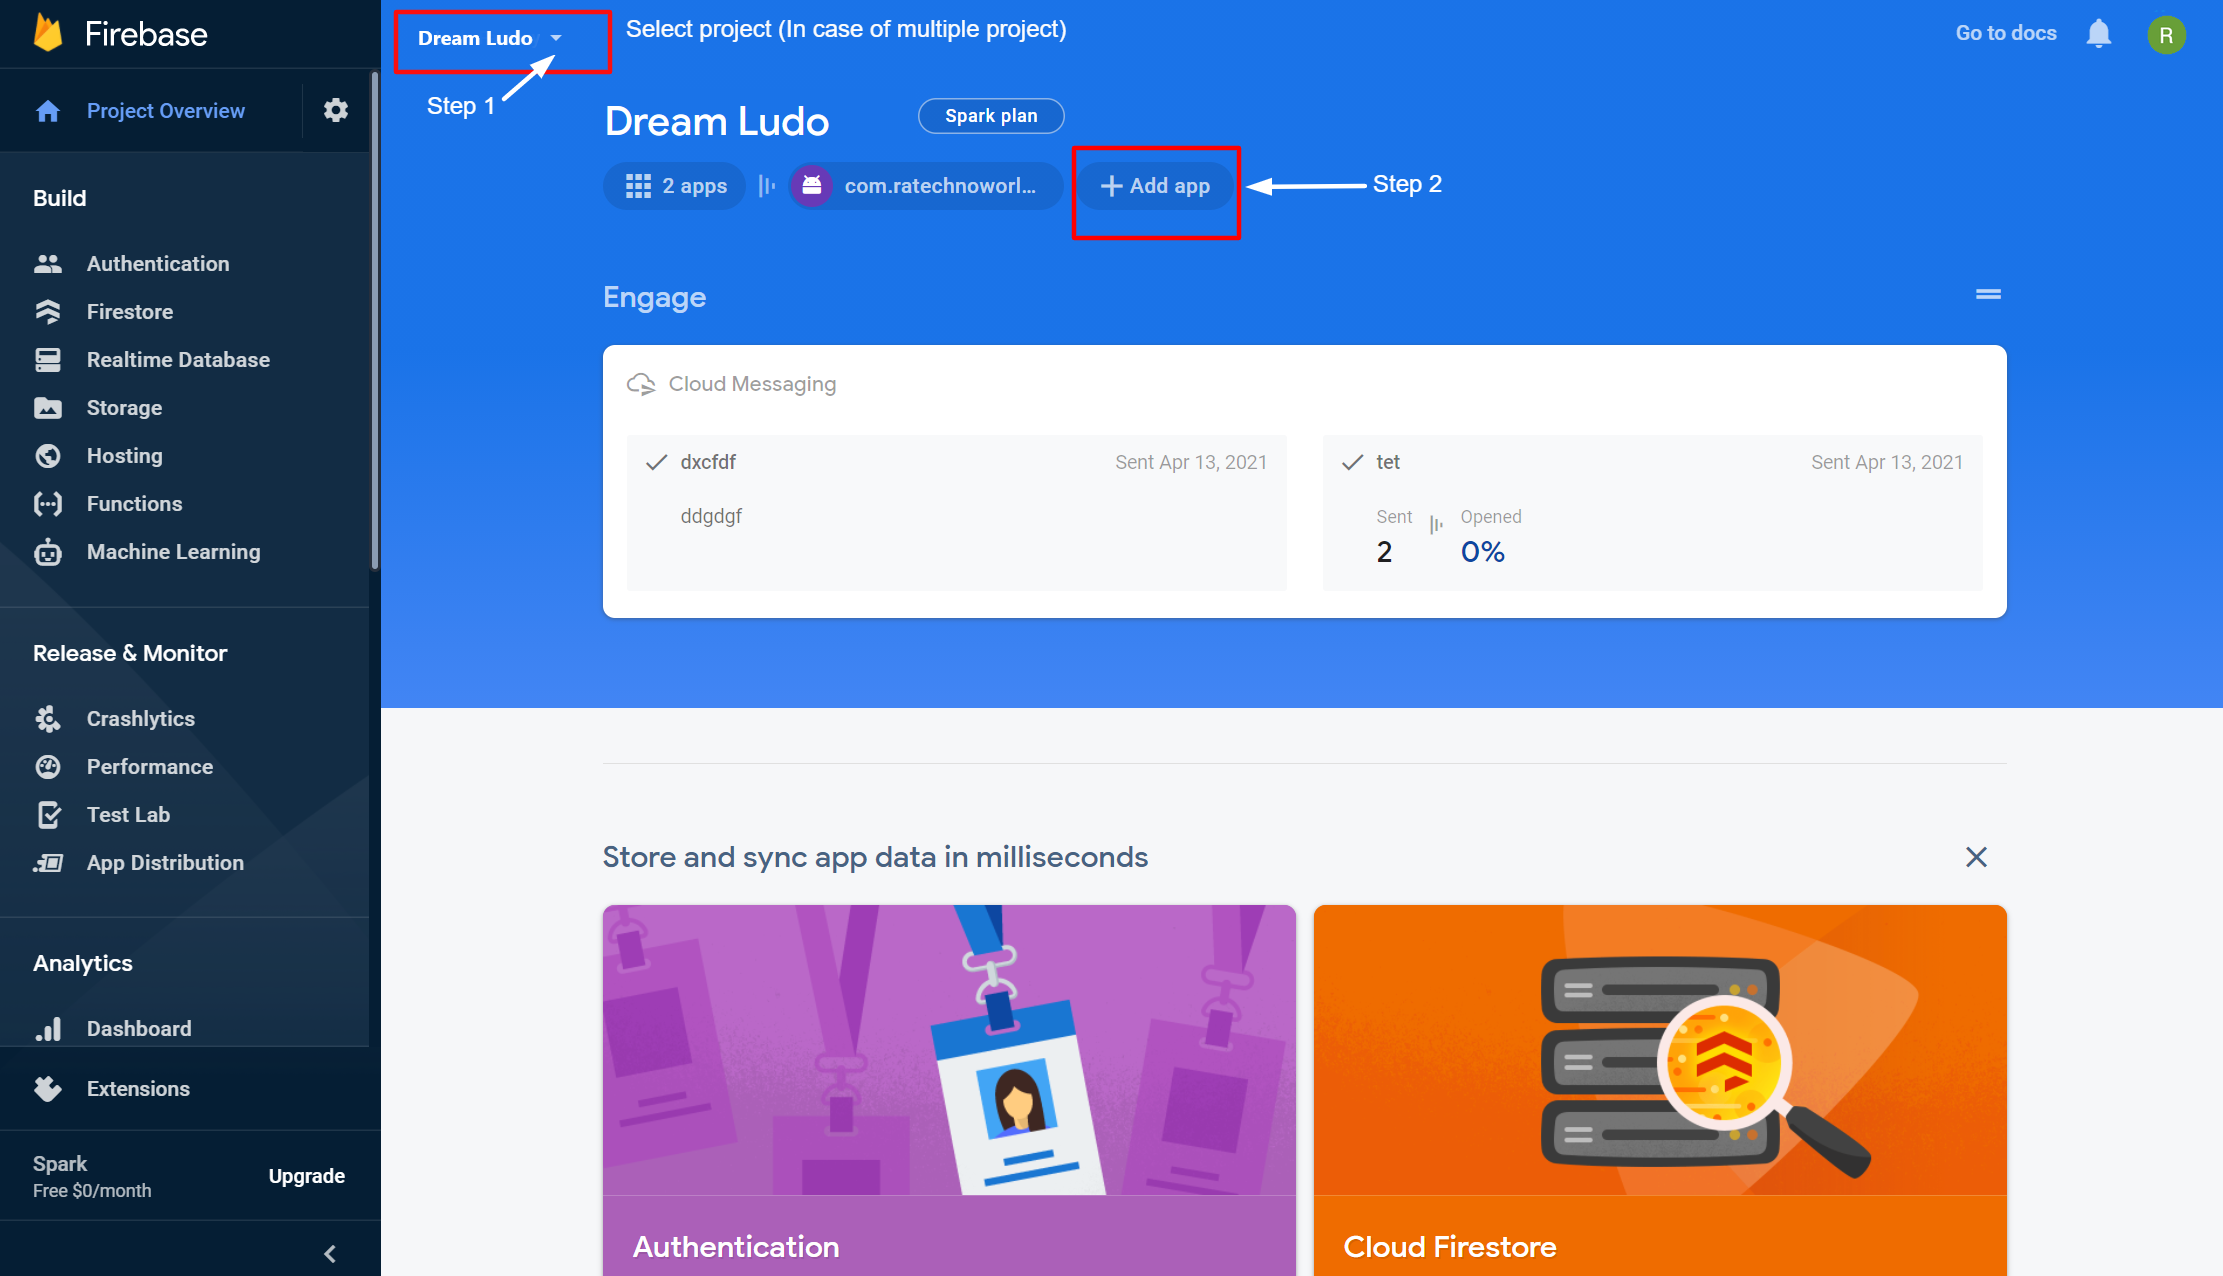 Firebase
Dream Ludo
Select project (In case of multiple project)
Go to docs
R
Step 1
Project Overview
Dream Ludo
Spark plan
2 apps
com.ratechnoworl...
Add app
Step 2
Build
Authentication
Firestore
Realtime Database
Storage
Hosting
Functions
Machine Learning
Engage
Cloud Messaging
dxcfdf
Sent Apr 13, 2021
ddgdgf
tet
Sent Apr 13, 2021
Sent
Opened
2
0%
Release & Monitor
Crashlytics
Performance
Test Lab
App Distribution
Analytics
Dashboard
Extensions
Spark
Free $0/month
Upgrade
Store and sync app data in milliseconds
Authentication
Cloud Firestore